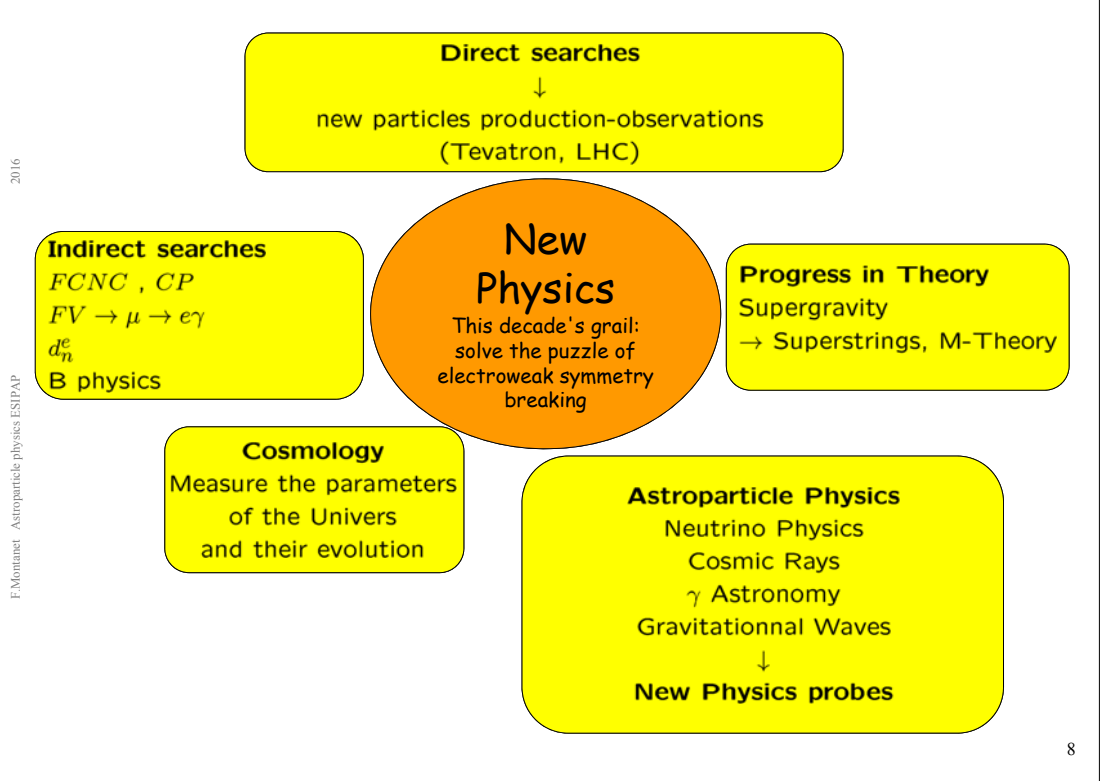 Direct searches
↓
new particles production-observations
(Tevatron, LHC)
New
Physics
This decade's grail:
solve the puzzle of
electroweak symmetry
breaking
Indirect searches
FCNC , CP
FV → μ → eγ
d_n^e
B physics
Progress in Theory
Supergravity
→ Superstrings, M-Theory
Cosmology
Measure the parameters
of the Univers
and their evolution
Astroparticle Physics
Neutrino Physics
Cosmic Rays
γ Astronomy
Gravitationnal Waves
↓
New Physics probes
F.Montanet Astroparticle physics ESIPAP 2016
8